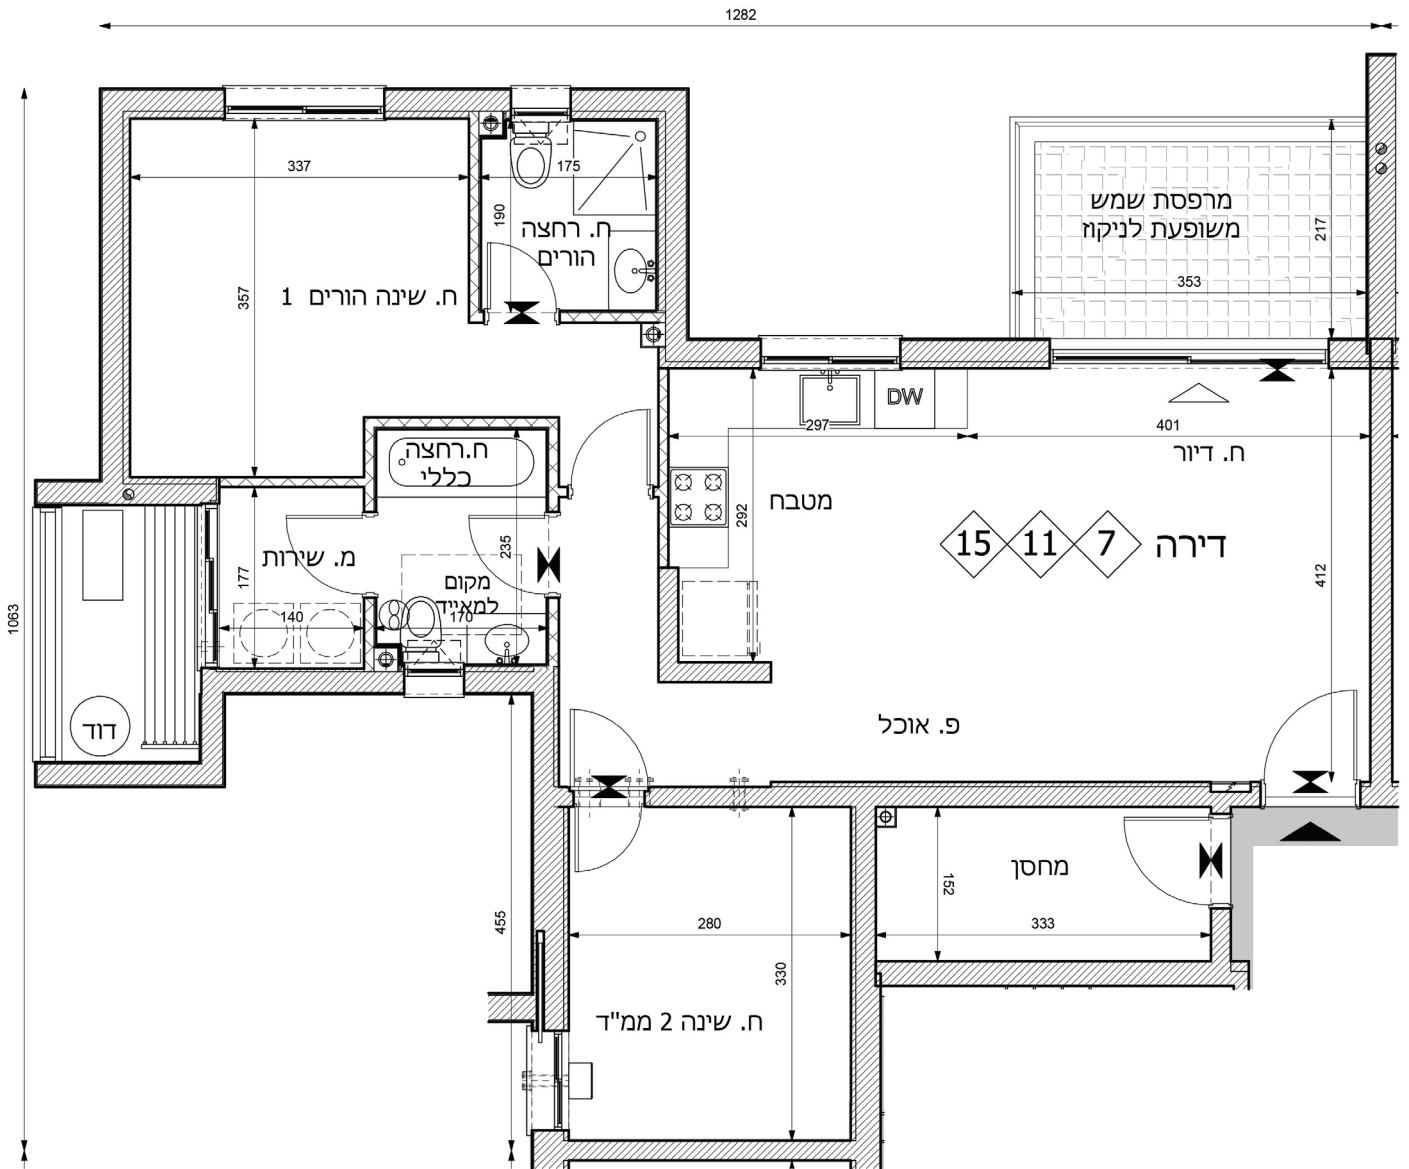 1282
337
175
190
ח. רחצה
הורים
357
ח. שינה הורים 1
מרפסת שמש
משופעת לניקוז
217
353
DW
297
401
ח. דיור
ח.רחצה
כללי
מטבח
292
235
דירה 7 11 15
412
מ. שירות
177
140
מקום
למאייד
170
1063
דוד
פ. אוכל
455
280
330
ח. שינה 2 ממ"ד
מחסן
152
333